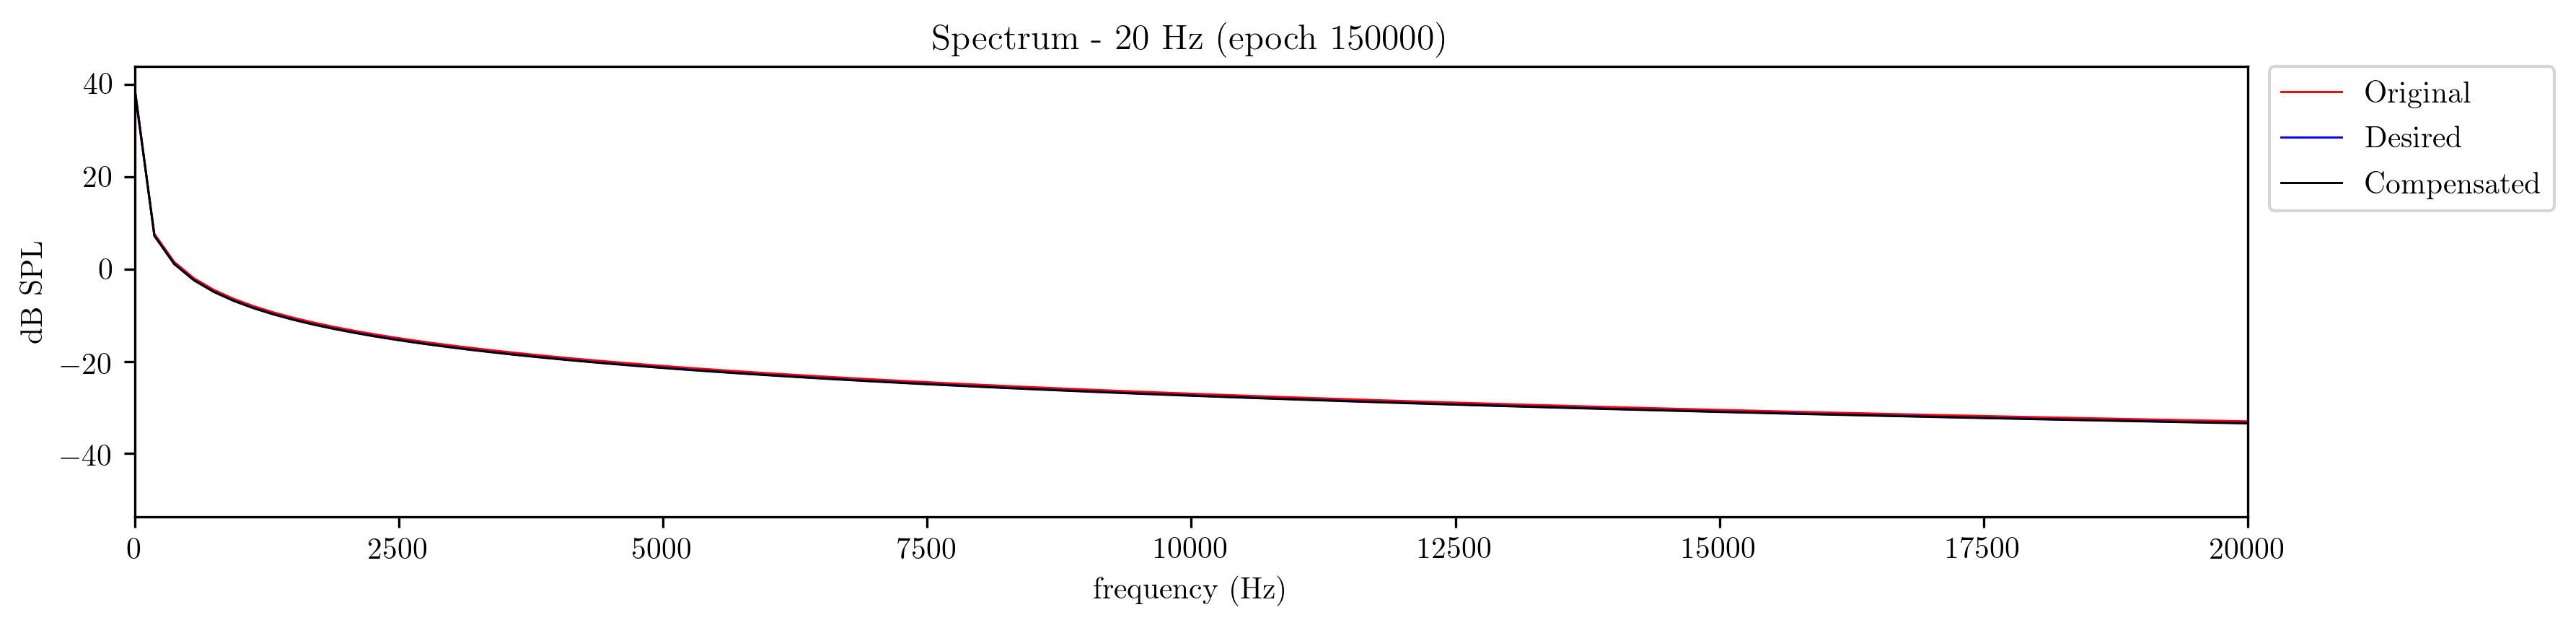 Spectrum - 20 Hz (epoch 150000)
40
20
0
−20
−40
dB SPL
0 2500 5000 7500 10000 12500 15000 17500 20000
frequency (Hz)
Original
Desired
Compensated